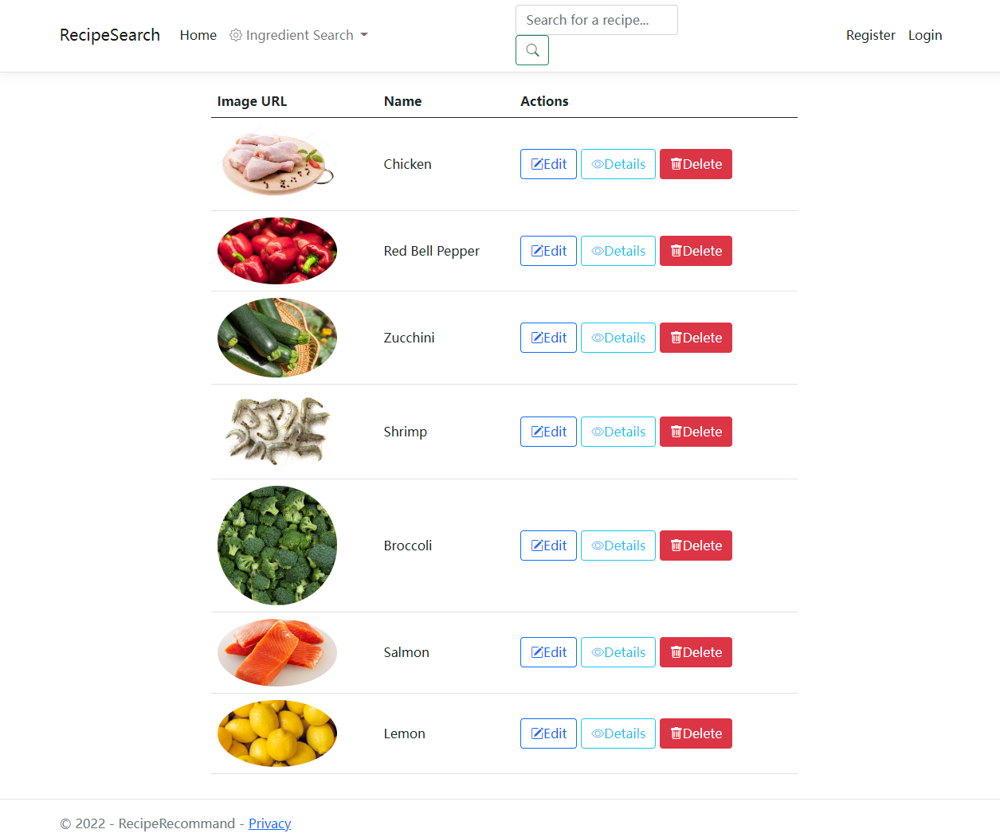 RecipeSearch Home Ingredient Search Search for a recipe... Register Login
Image URL Name Actions
Chicken Edit Details Delete
Red Bell Pepper Edit Details Delete
Zucchini Edit Details Delete
Shrimp Edit Details Delete
Broccoli Edit Details Delete
Salmon Edit Details Delete
Lemon Edit Details Delete
© 2022 - RecipeRecommand - Privacy